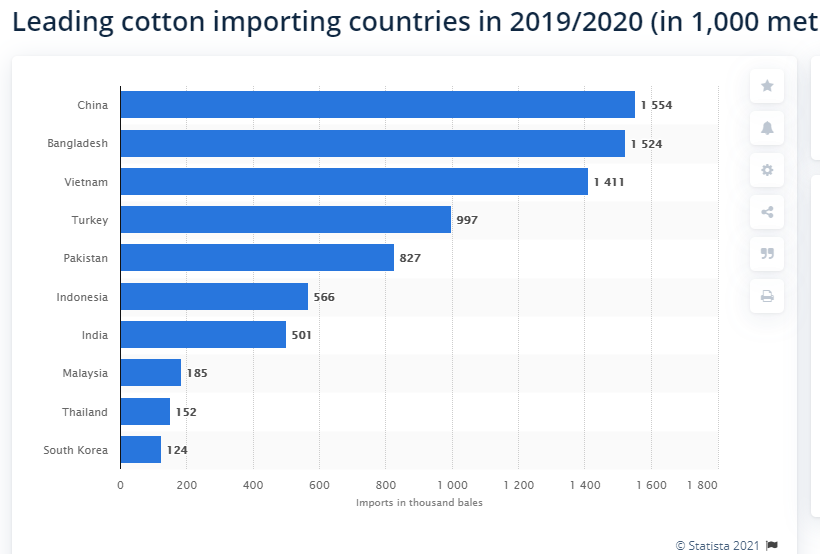 Leading cotton importing countries in 2019/2020 (in 1,000 met
China
1 554
Bangladesh
1 524
Vietnam
1 411
Turkey
997
Pakistan
827
Indonesia
566
India
501
Malaysia
185
Thailand
152
South Korea
124
0 200 400 600 800 1 000 1 200 1 400 1 600 1 800
Imports in thousand bales
© Statista 2021